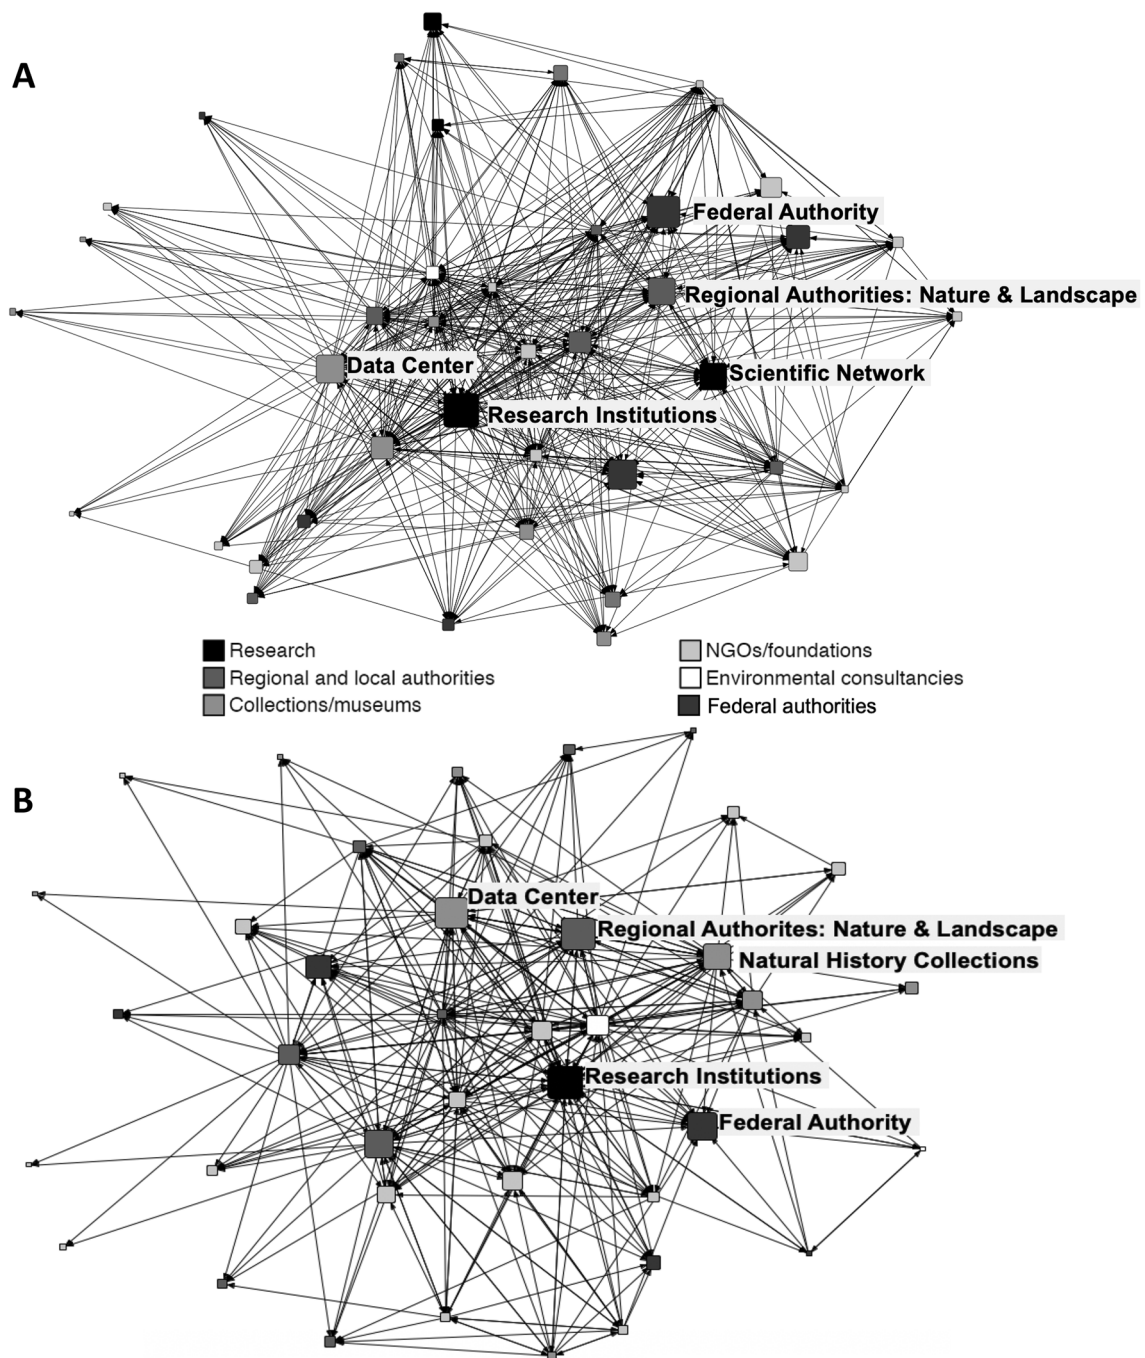 A
Federal Authority
Regional Authorities: Nature & Landscape
Data Center
Scientific Network
Research Institutions
Research
Regional and local authorities
Collections/museums
NGOs/foundations
Environmental consultancies
Federal authorities
B
Data Center
Regional Authorites: Nature & Landscape
Natural History Collections
Research Institutions
Federal Authority